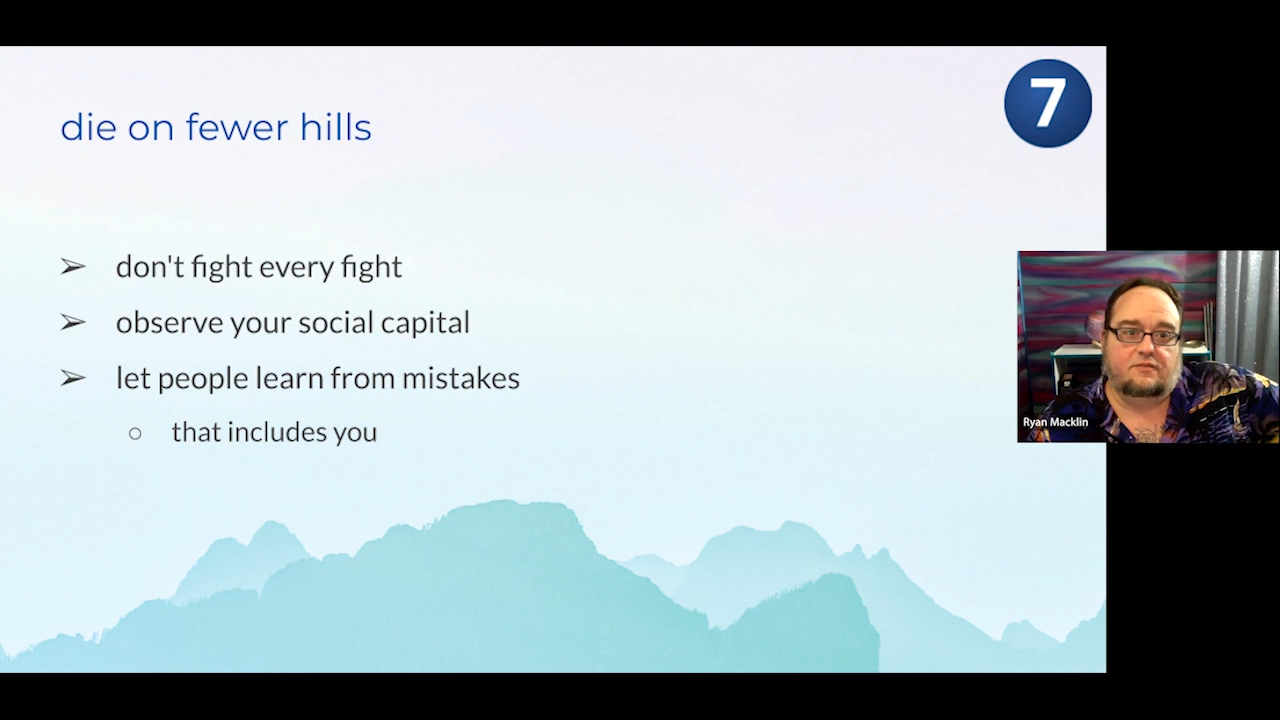 7
die on fewer hills
➢ don't fight every fight
➢ observe your social capital
➢ let people learn from mistakes
○ that includes you
Ryan Macklin